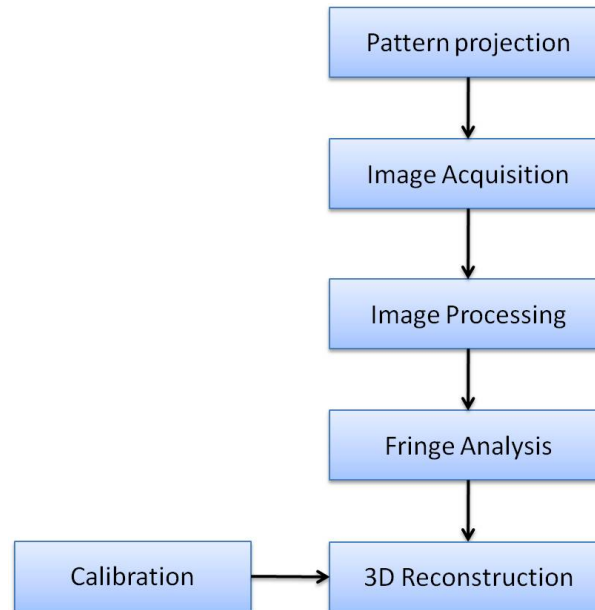 Pattern projection
Image Acquisition
Image Processing
Fringe Analysis
Calibration
3D Reconstruction